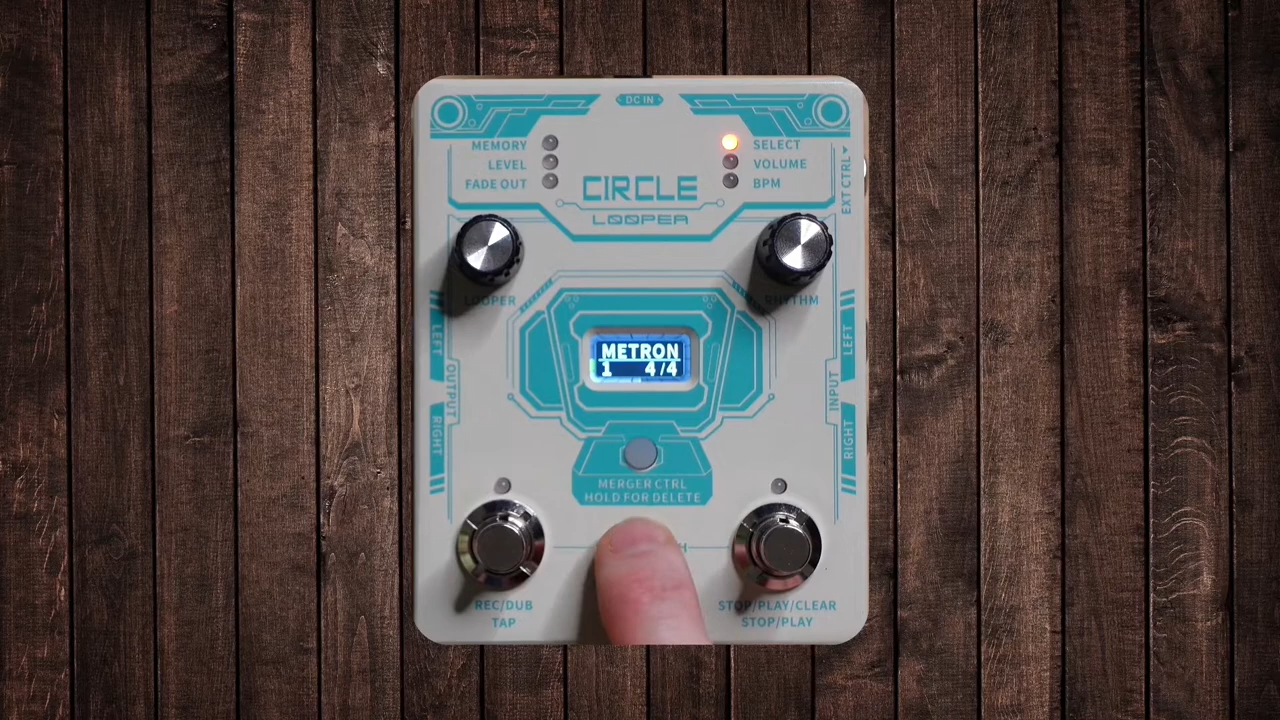 DC IN
MEMORY
LEVEL
FADE OUT
SELECT
VOLUME
BPM
EXT CTRL
CIRCLE
LOOPER
LOOPER
RHYTHM
LEFT
OUTPUT
RIGHT
LEFT
INPUT
RIGHT
METRON
1 4/4
MERGER CTRL
HOLD FOR DELETE
REC/DUB
TAP
STOP/PLAY/CLEAR
STOP/PLAY